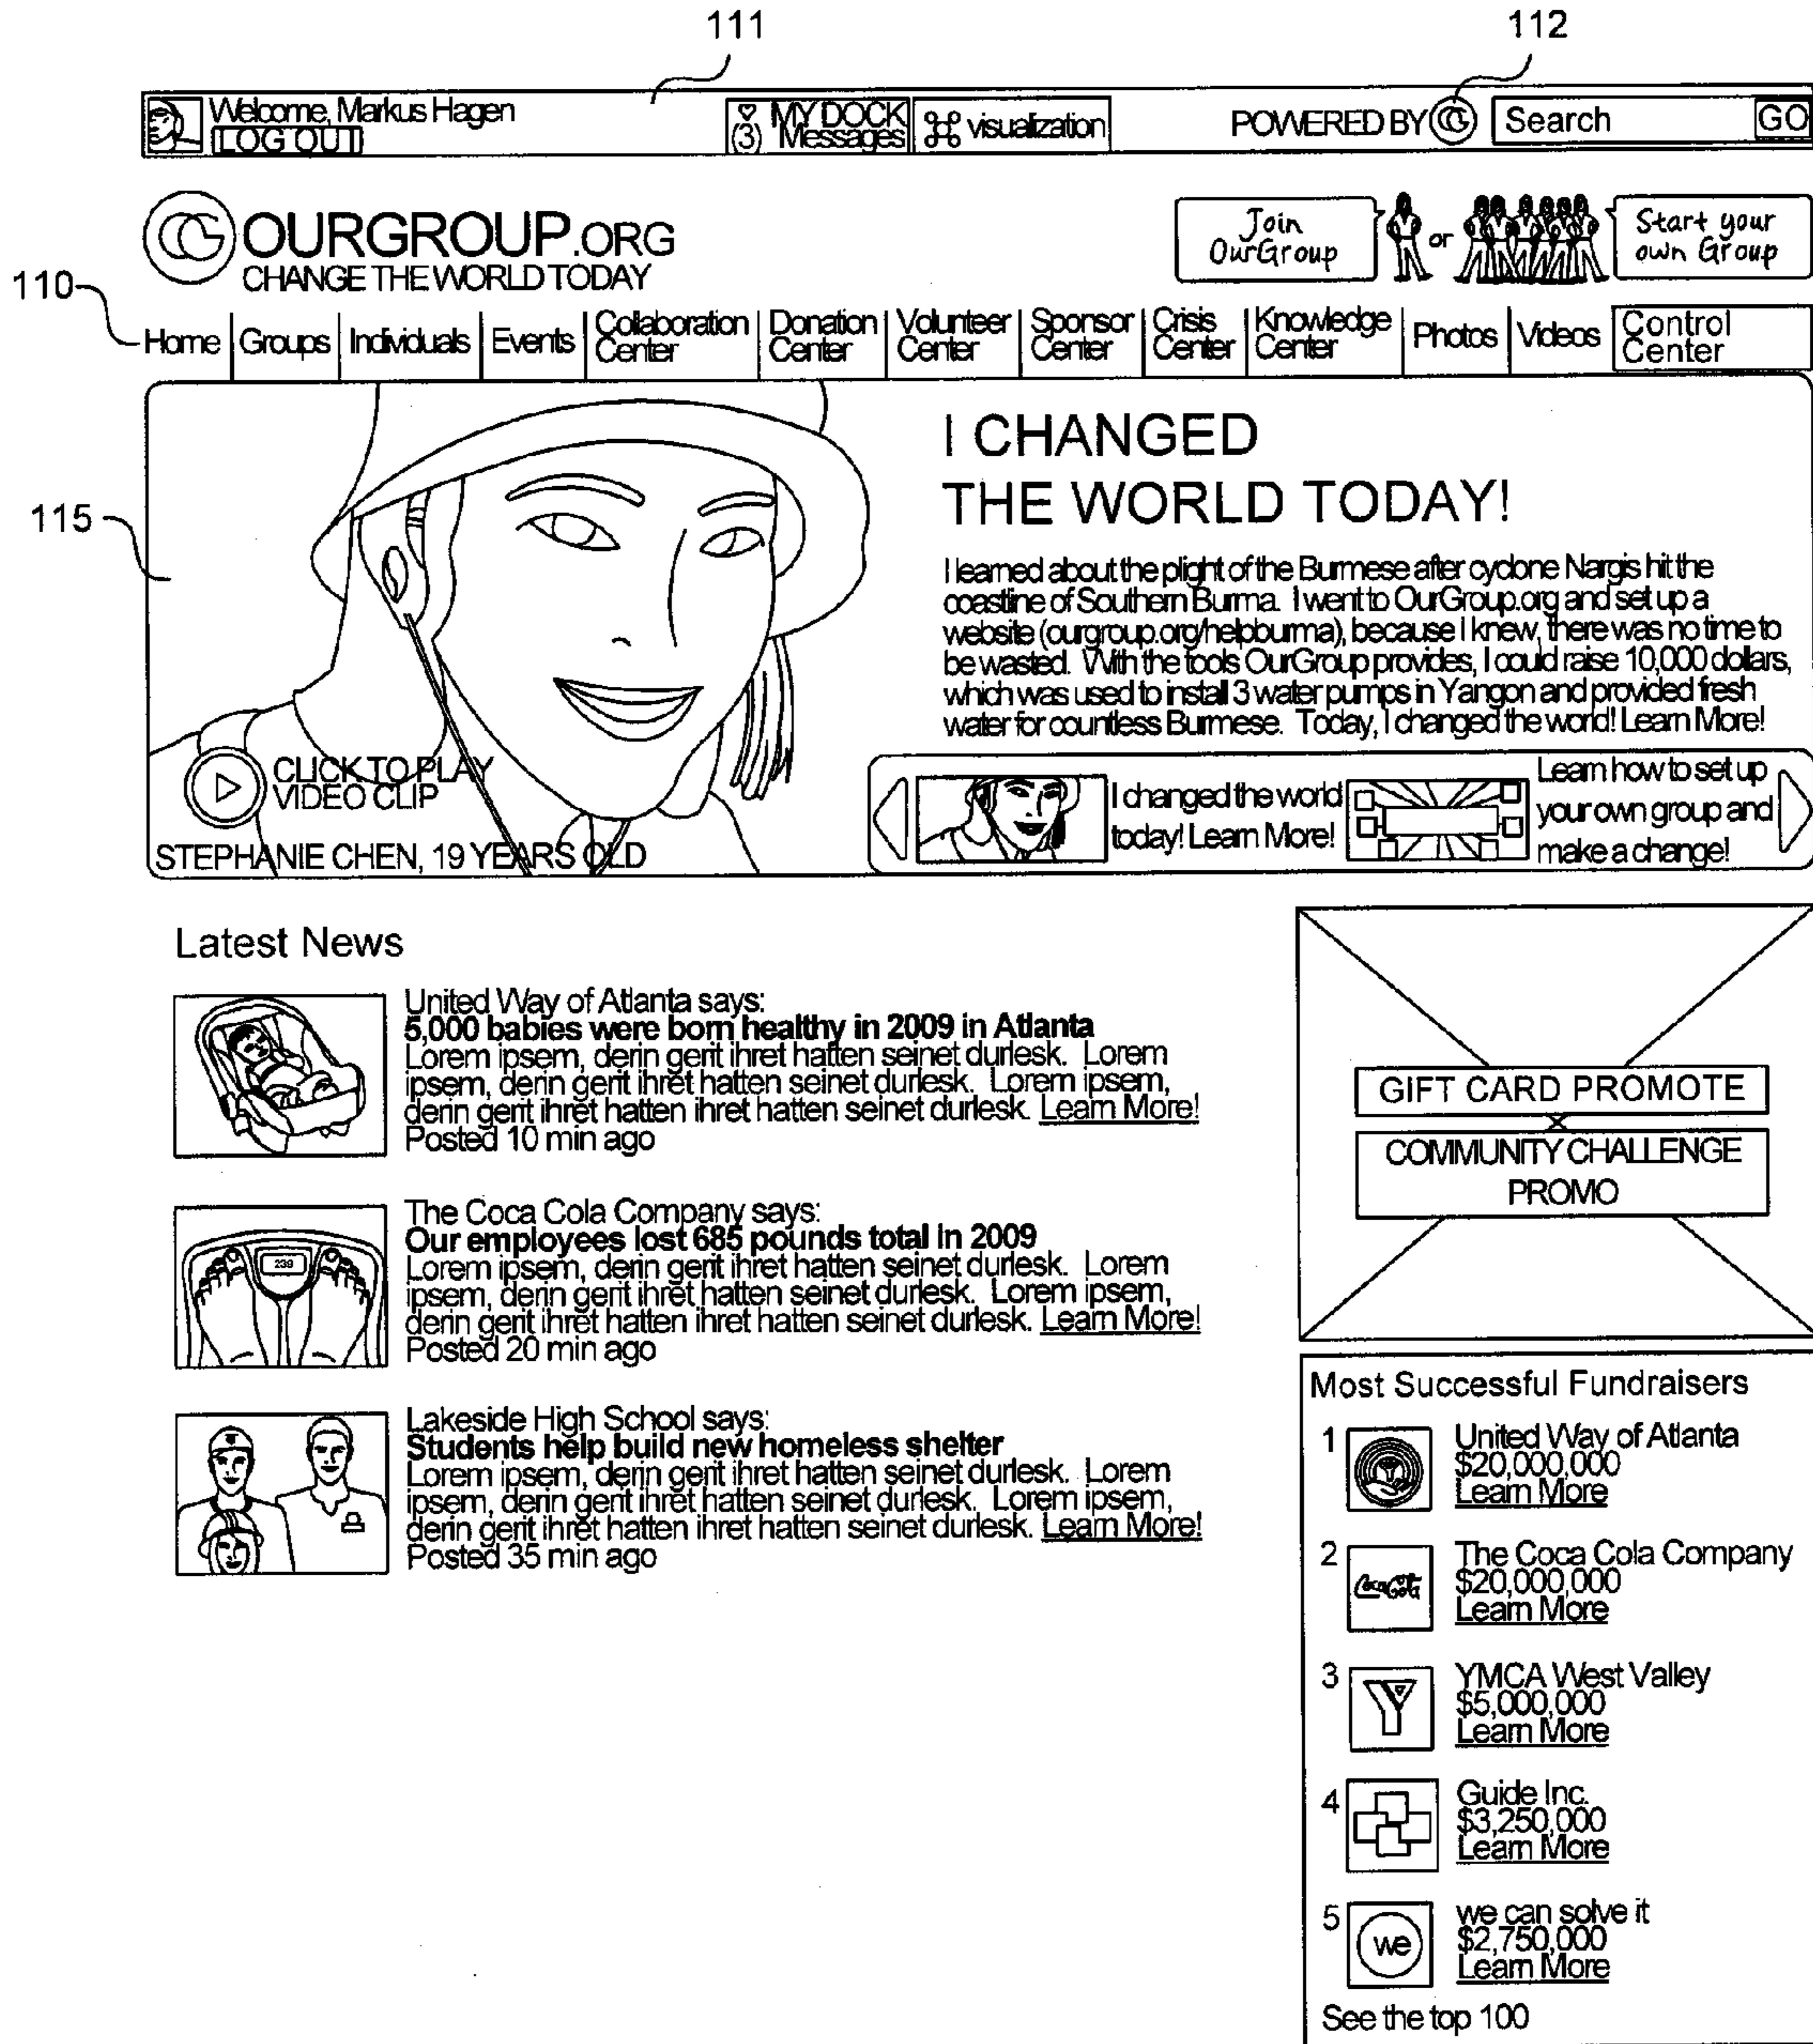 111
112
Welcome, Markus Hagen
LOG OUT
(3)
MY DOCK
Messages
visualization
POWERED BY
Search
GO
OURGROUP.ORG
CHANGE THE WORLD TODAY
Join
OurGroup
or
Start your
own Group
110
Home
Groups
Individuals
Events
Collaboration
Center
Donation
Center
Volunteer
Center
Sponsor
Center
Crisis
Center
Knowledge
Center
Photos
Videos
Control
Center
115
I CHANGED
THE WORLD TODAY!
I learned about the plight of the Burmese after cyclone Nargis hit the
coastline of Southern Burma. I went to OurGroup.org and set up a
website (ourgroup.org/helpburma), because I knew, there was no time to
be wasted. With the tools OurGroup provides, I could raise 10,000 dollars,
which was used to install 3 water pumps in Yangon and provided fresh
water for countless Burmese. Today, I changed the world! Learn More!
CLICK TO PLAY
VIDEO CLIP
STEPHANIE CHEN, 19 YEARS OLD
I changed the world
today! Learn More!
Learn how to set up
your own group and
make a change!
Latest News
United Way of Atlanta says:
5,000 babies were born healthy in 2009 in Atlanta
Lorem ipsem, derin gerit ihret hatten seinet durlesk. Lorem
ipsem, derin gerit ihret hatten seinet durlesk. Lorem ipsem,
derin gerit ihret hatten ihret hatten seinet durlesk. Learn More!
Posted 10 min ago
239
The Coca Cola Company says:
Our employees lost 685 pounds total in 2009
Lorem ipsem, derin gerit ihret hatten seinet durlesk. Lorem
ipsem, derin gerit ihret hatten seinet durlesk. Lorem ipsem,
derin gerit ihret hatten ihret hatten seinet durlesk. Learn More!
Posted 20 min ago
Lakeside High School says:
Students help build new homeless shelter
Lorem ipsem, derin gerit ihret hatten seinet durlesk. Lorem
ipsem, derin gerit ihret hatten seinet durlesk. Lorem ipsem,
derin gerit ihret hatten ihret hatten seinet durlesk. Learn More!
Posted 35 min ago
GIFT CARD PROMOTE
COMMUNITY CHALLENGE
PROMO
Most Successful Fundraisers
1
United Way of Atlanta
$20,000,000
Learn More
2
Coca Cola
The Coca Cola Company
$20,000,000
Learn More
3
Y
YMCA West Valley
$5,000,000
Learn More
4
Guide Inc.
$3,250,000
Learn More
5
we
we can solve it
$2,750,000
Learn More
See the top 100